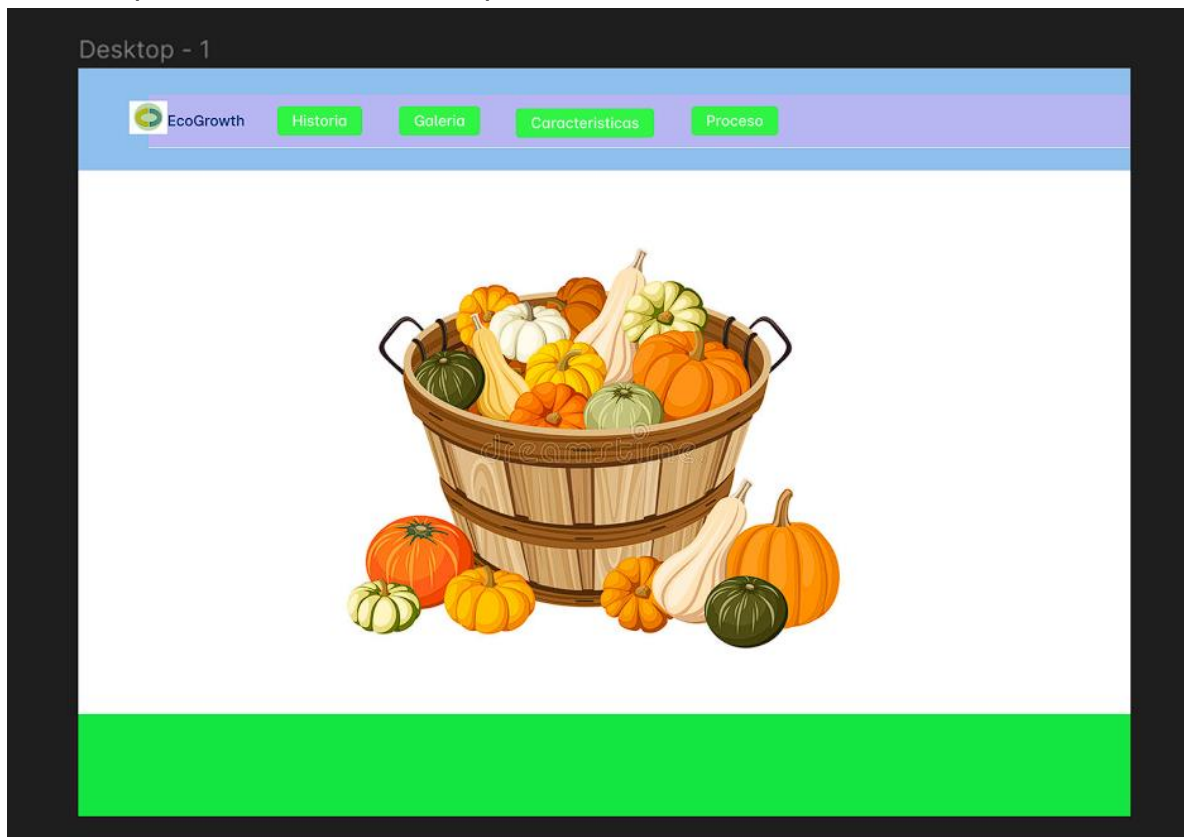 Desktop - 1
EcoGrowth Historia Galeria Caracteristicas Proceso
dreamstime